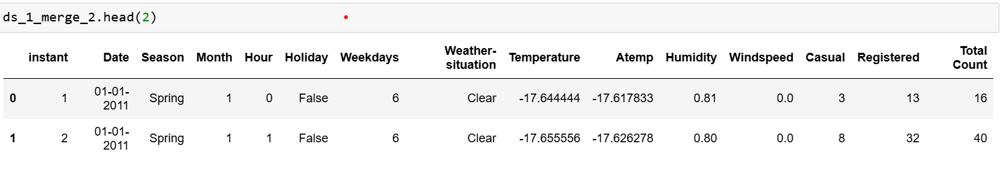 ds_1_merge_2.head(2)
instant Date Season Month Hour Holiday Weekdays Weather-situation Temperature Atemp Humidity Windspeed Casual Registered Total Count
0 1 01-01-2011 Spring 1 0 False 6 Clear -17.644444 -17.617833 0.81 0.0 3 13 16
1 2 01-01-2011 Spring 1 1 False 6 Clear -17.655556 -17.626278 0.80 0.0 8 32 40